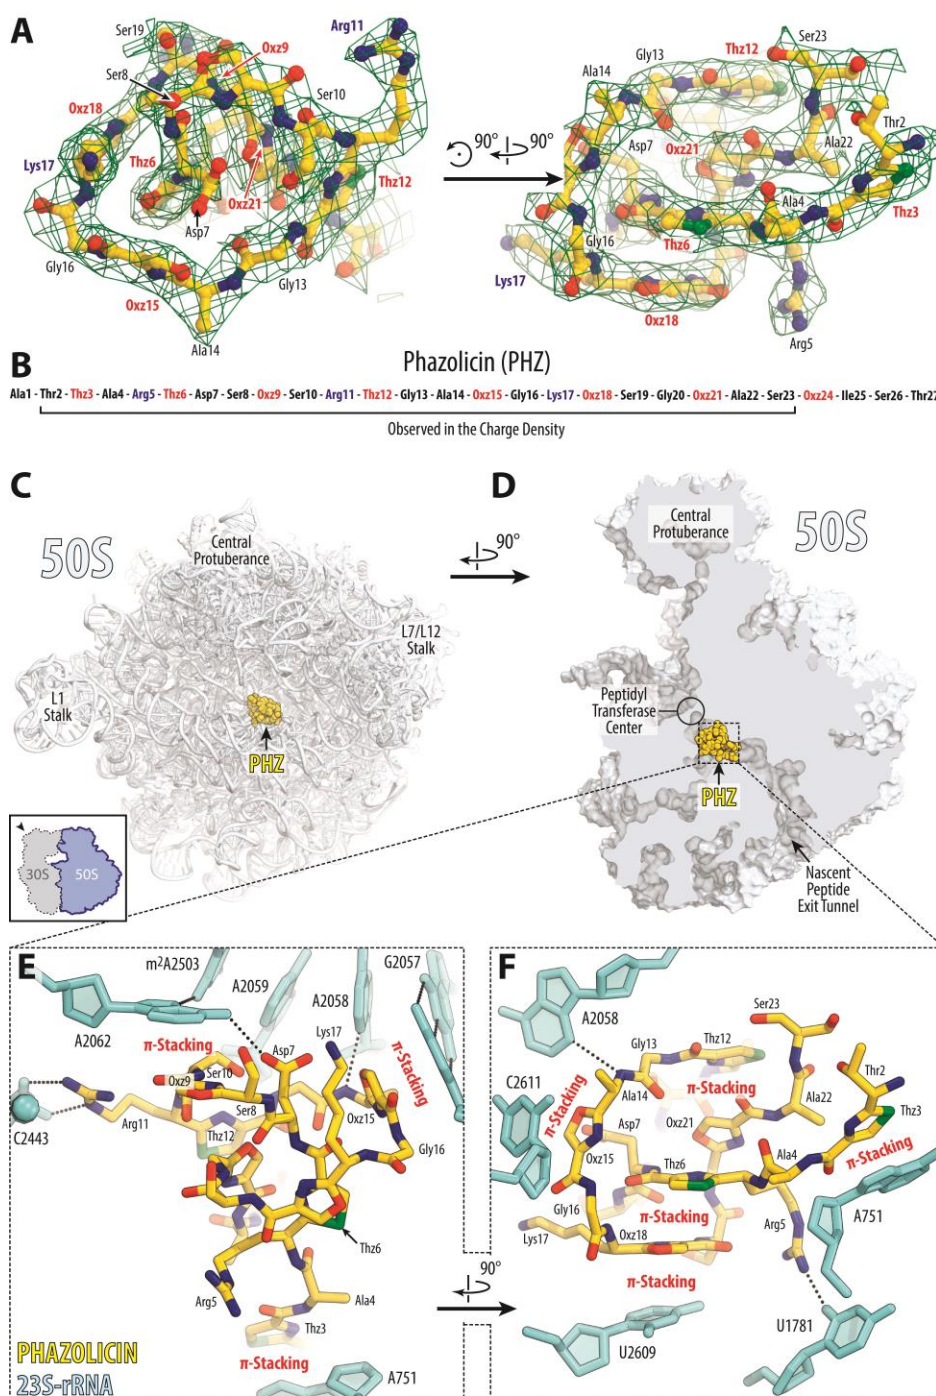 A
Ser19
Oxz9
Arg11
Ser8
Ser10
Oxz18
Lys17
Thz6
Thz12
Oxz21
Asp7
Gly16
Gly13
Oxz15
Ala14
90°
90°
Ser23
Thz12
Gly13
Ala14
Thr2
Asp7
Oxz21
Ala22
Ala4
Thz3
Thz6
Gly16
Lys17
Oxz18
Arg5
B
Phazolicin (PHZ)
Ala1 - Thr2 - Thz3 - Ala4 - Arg5 - Thz6 - Asp7 - Ser8 - Oxz9 - Ser10 - Arg11 - Thz12 - Gly13 - Ala14 - Oxz15 - Gly16 - Lys17 - Oxz18 - Ser19 - Gly20 - Oxz21 - Ala22 - Ser23 - Oxz24 - Ile25 - Ser26 - Thr27
Observed in the Charge Density
C
50S
Central
Protuberance
L7/L12
Stalk
L1
Stalk
PHZ
30S
50S
90°
D
50S
Central
Protuberance
Peptidyl
Transferase
Center
PHZ
Nascent
Peptide
Exit Tunnel
E
m²A2503
A2059
G2057
A2058
A2062
Lys17
π-Stacking
Asp7
Ser10
Oxz9
π-Stacking
Ser8
C2443
Arg11
Oxz15
Thz12
Gly16
Thz6
Arg5
Ala4
Thz3
π-Stacking
A751
PHAZOLICIN
23S-rRNA
90°
F
A2058
Ser23
Gly13
Thz12
Thr2
C2611
π-Stacking
Ala14
π-Stacking
Ala22
Thz3
Asp7
Oxz21
Ala4
Oxz15
Thz6
π-Stacking
Gly16
π-Stacking
Arg5
A751
Lys17
Oxz18
π-Stacking
U2609
U1781